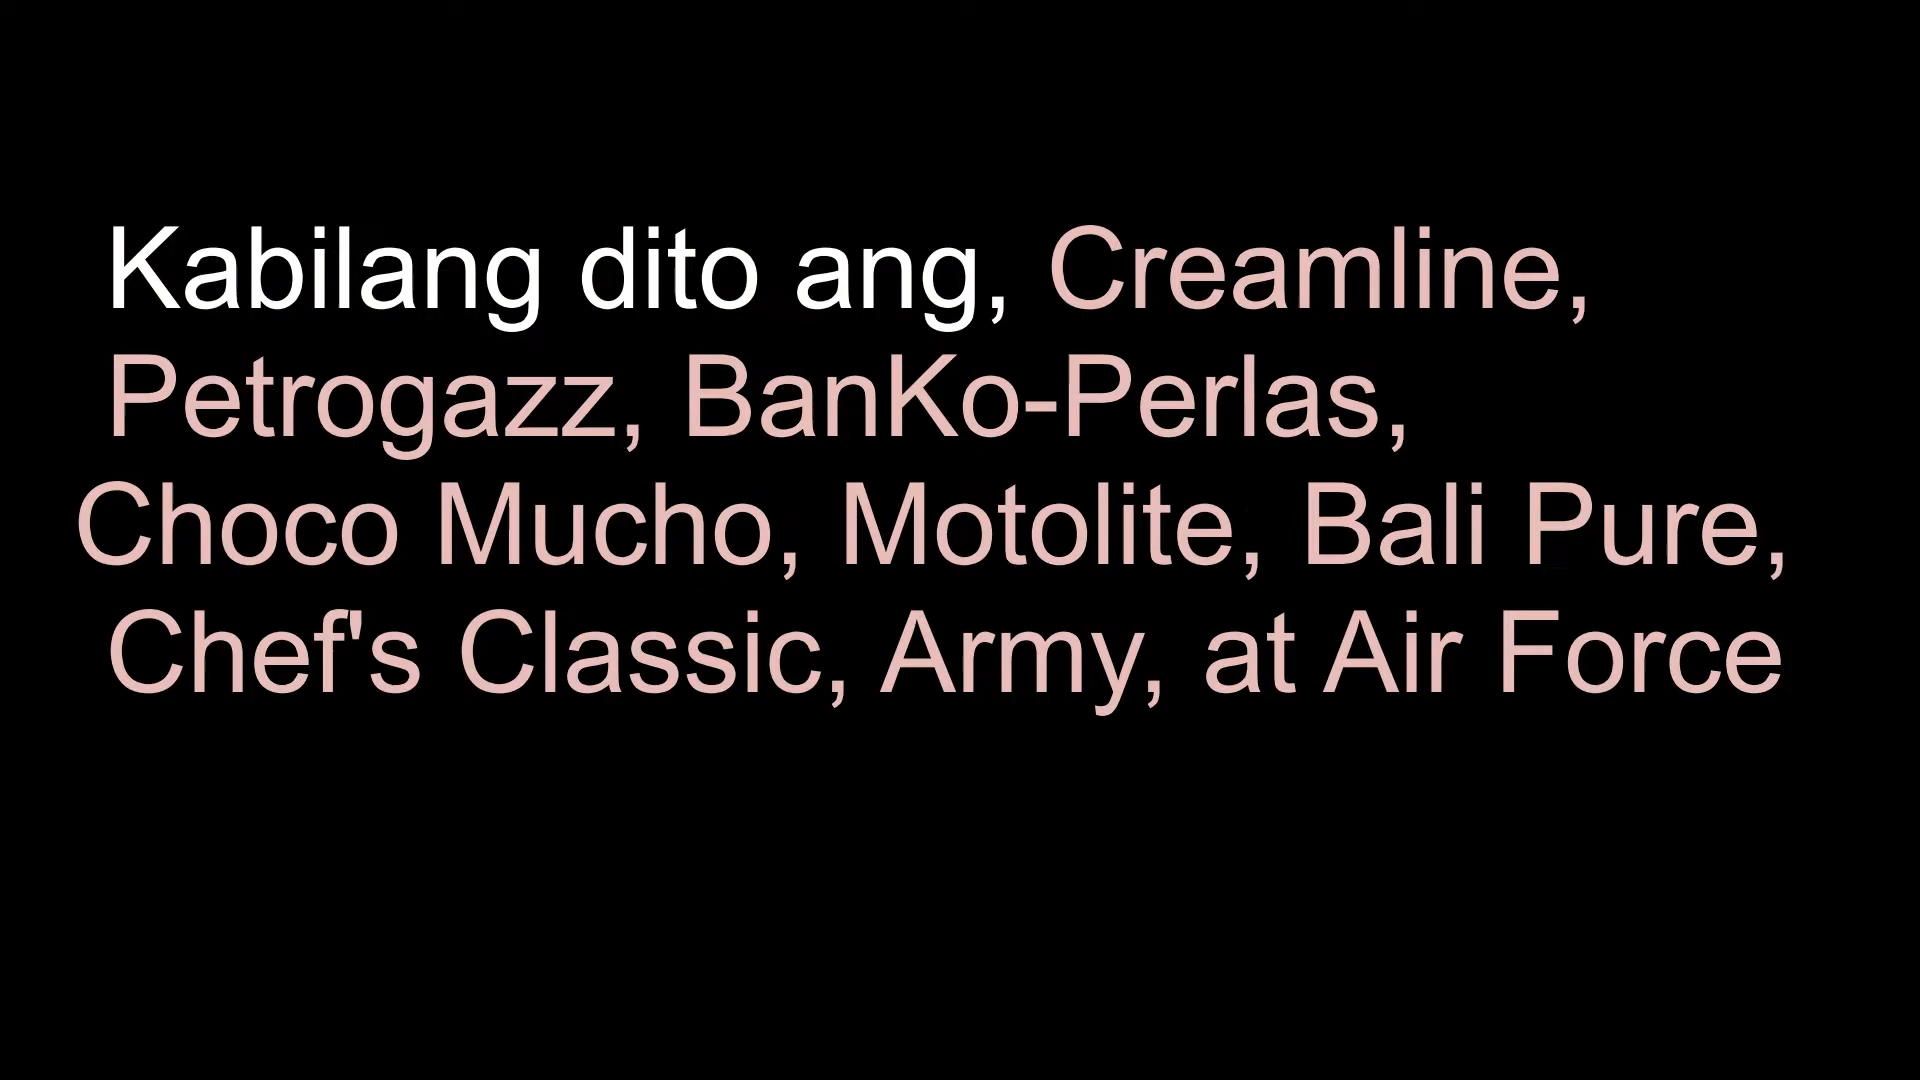 Kabilang dito ang, Creamline,
Petrogazz, BanKo-Perlas,
Choco Mucho, Motolite, Bali Pure,
Chef's Classic, Army, at Air Force